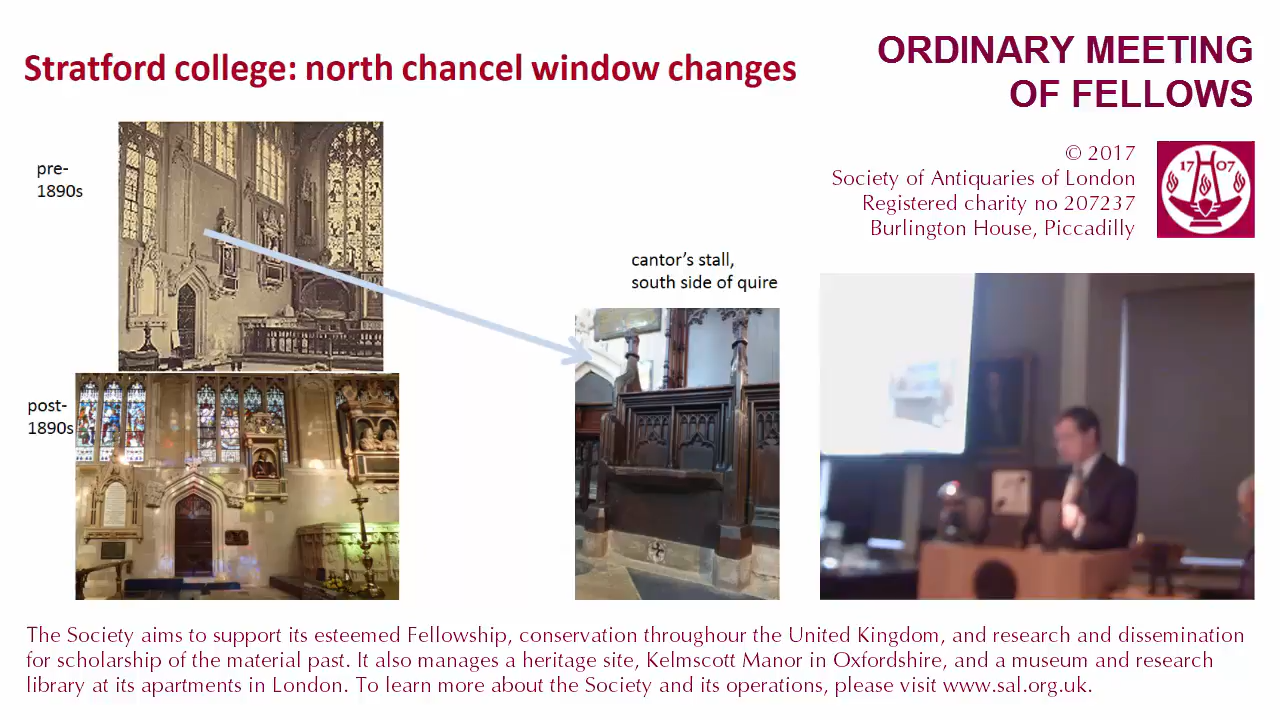 Stratford college: north chancel window changes
pre-
1890s
post-
1890s
cantor's stall,
south side of quire
ORDINARY MEETING
OF FELLOWS
© 2017
Society of Antiquaries of London
Registered charity no 207237
Burlington House, Piccadilly
17 07
The Society aims to support its esteemed Fellowship, conservation throughour the United Kingdom, and research and dissemination
for scholarship of the material past. It also manages a heritage site, Kelmscott Manor in Oxfordshire, and a museum and research
library at its apartments in London. To learn more about the Society and its operations, please visit www.sal.org.uk.